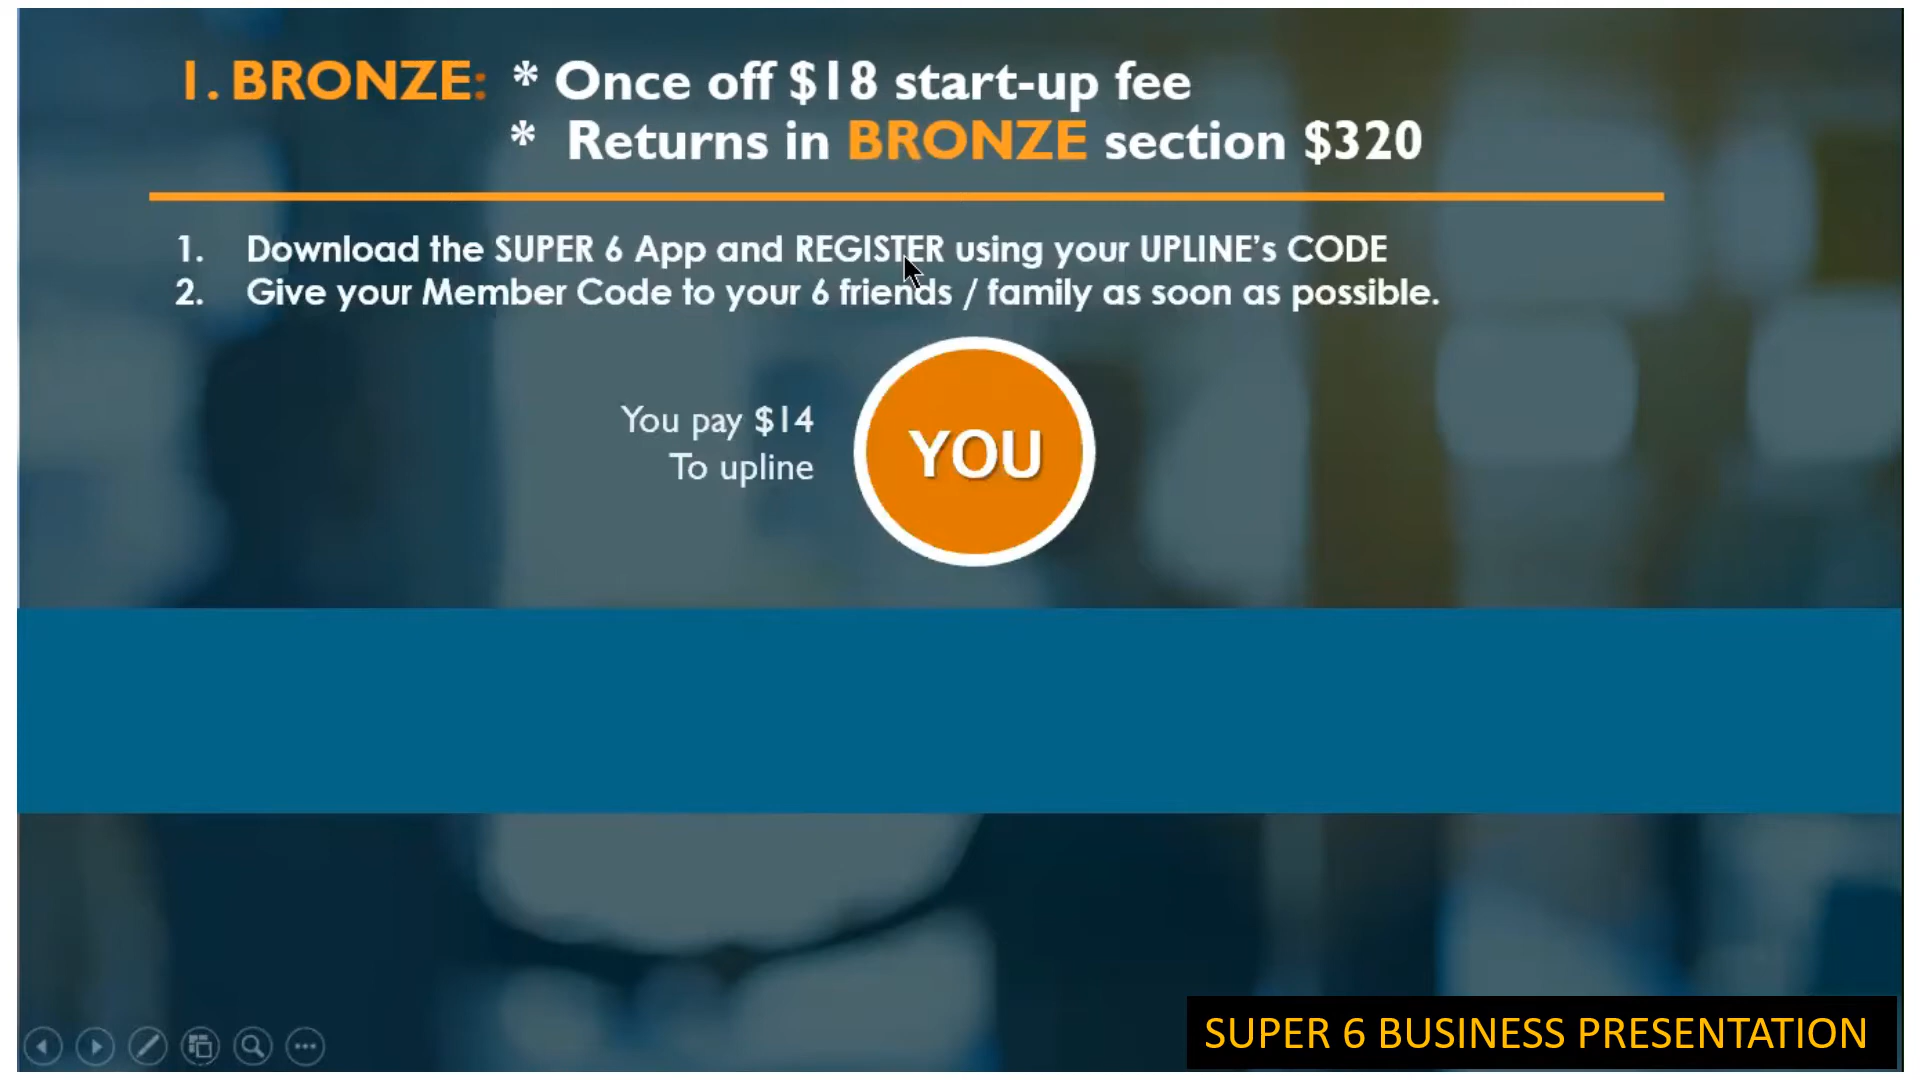 1. BRONZE: * Once off $18 start-up fee
* Returns in BRONZE section $320
1. Download the SUPER 6 App and REGISTER using your UPLINE's CODE
2. Give your Member Code to your 6 friends / family as soon as possible.
You pay $14
To upline
YOU
SUPER 6 BUSINESS PRESENTATION